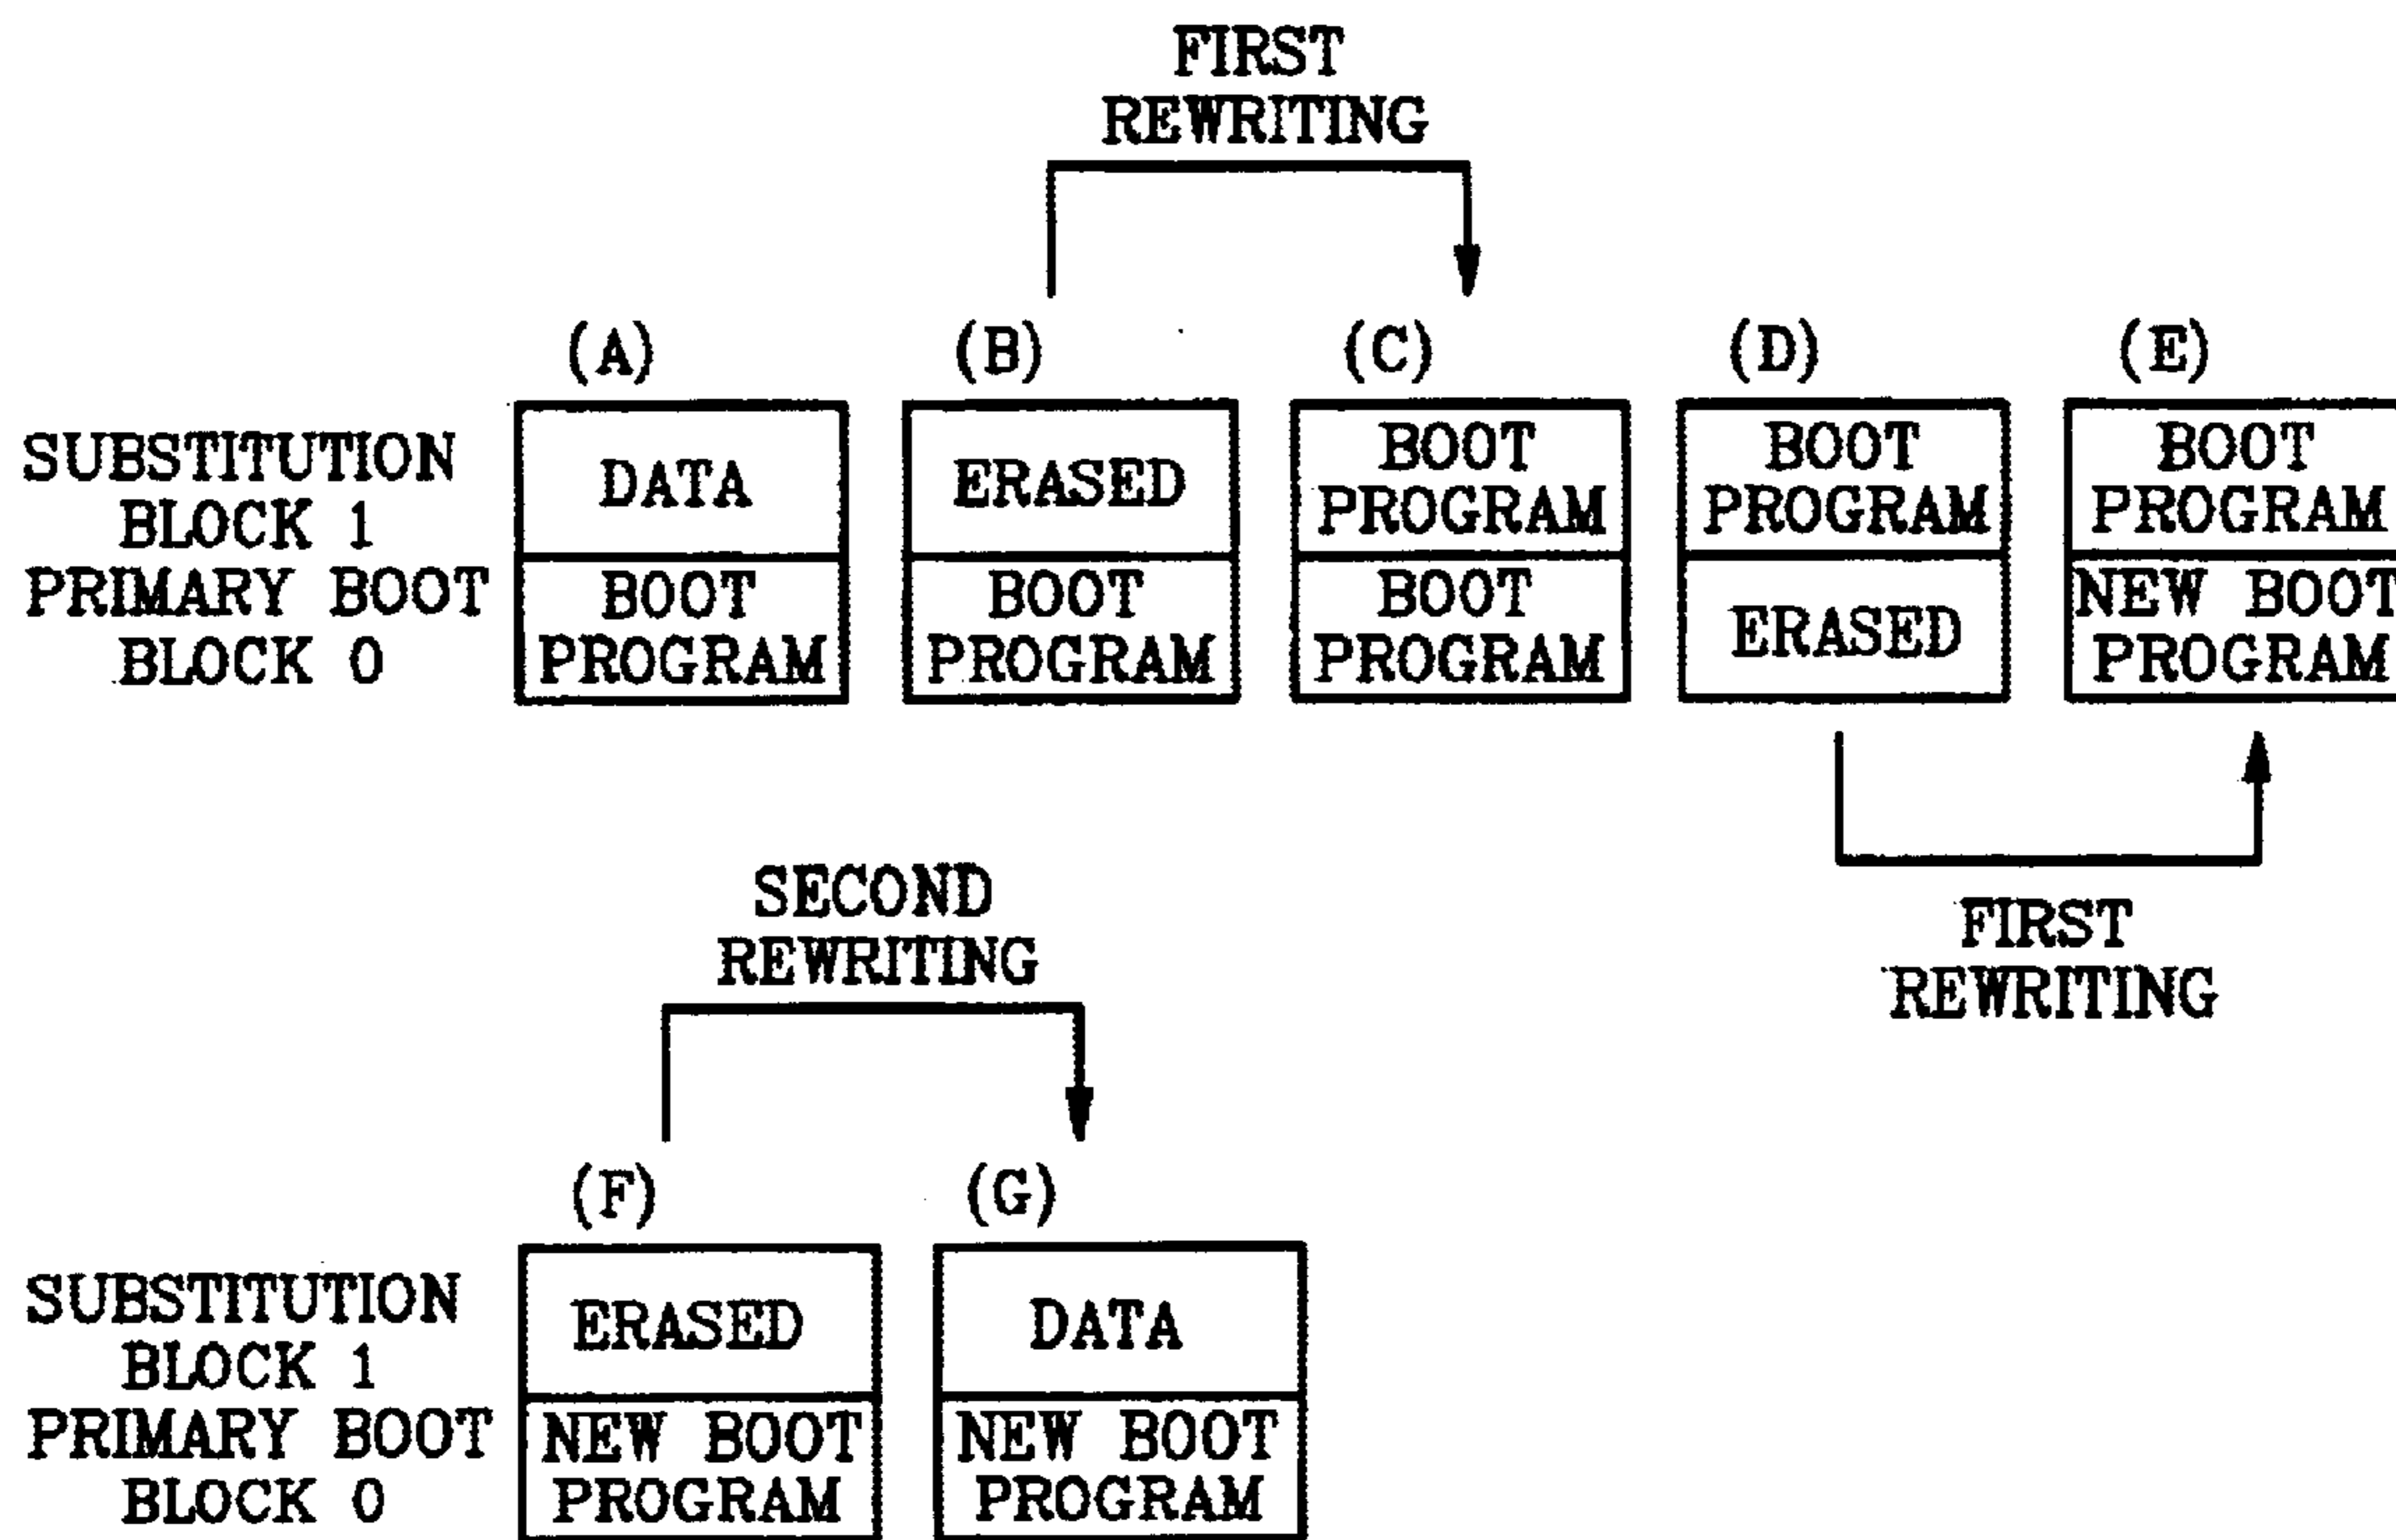 FIRST
REWRITING
(A) (B) (C) (D) (E)
SUBSTITUTION
BLOCK 1
PRIMARY BOOT
BLOCK 0
DATA
BOOT
PROGRAM
ERASED
BOOT
PROGRAM
BOOT
PROGRAM
BOOT
PROGRAM
BOOT
PROGRAM
ERASED
BOOT
PROGRAM
NEW BOOT
PROGRAM
FIRST
REWRITING
SECOND
REWRITING
(F) (G)
SUBSTITUTION
BLOCK 1
PRIMARY BOOT
BLOCK 0
ERASED
NEW BOOT
PROGRAM
DATA
NEW BOOT
PROGRAM